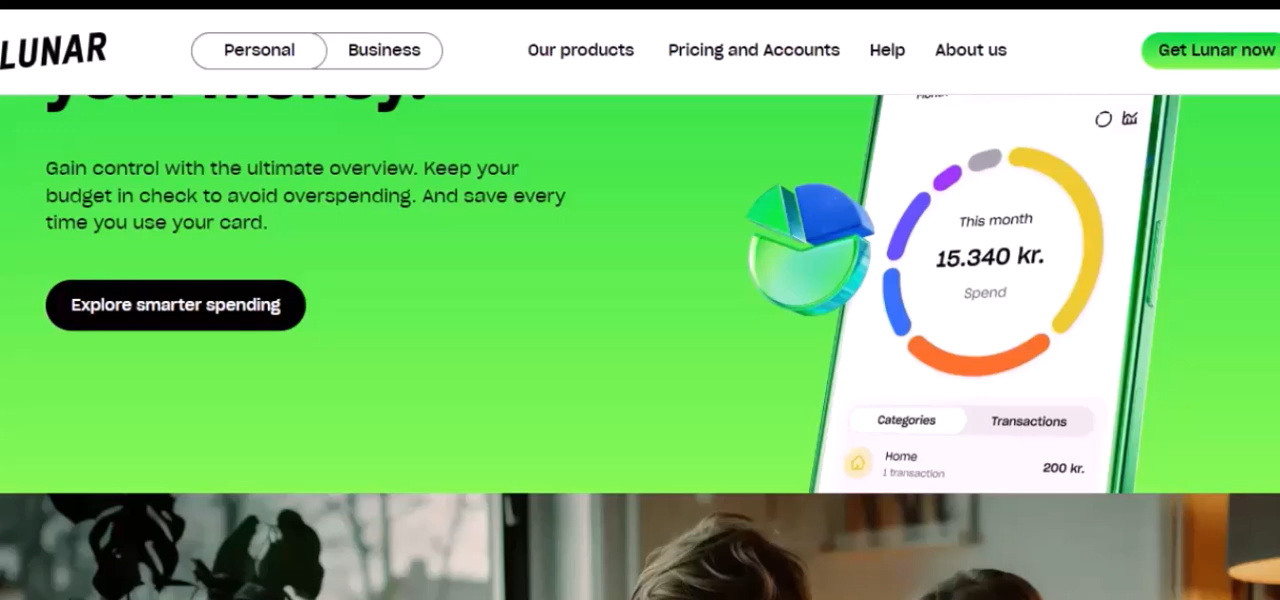 LUNAR
Personal
Business
Our products
Pricing and Accounts
Help
About us
Get Lunar now
your money.
Gain control with the ultimate overview. Keep your
budget in check to avoid overspending. And save every
time you use your card.
Explore smarter spending
This month
15.340 kr.
Spend
Categories
Transactions
Home
1 transaction
200 kr.